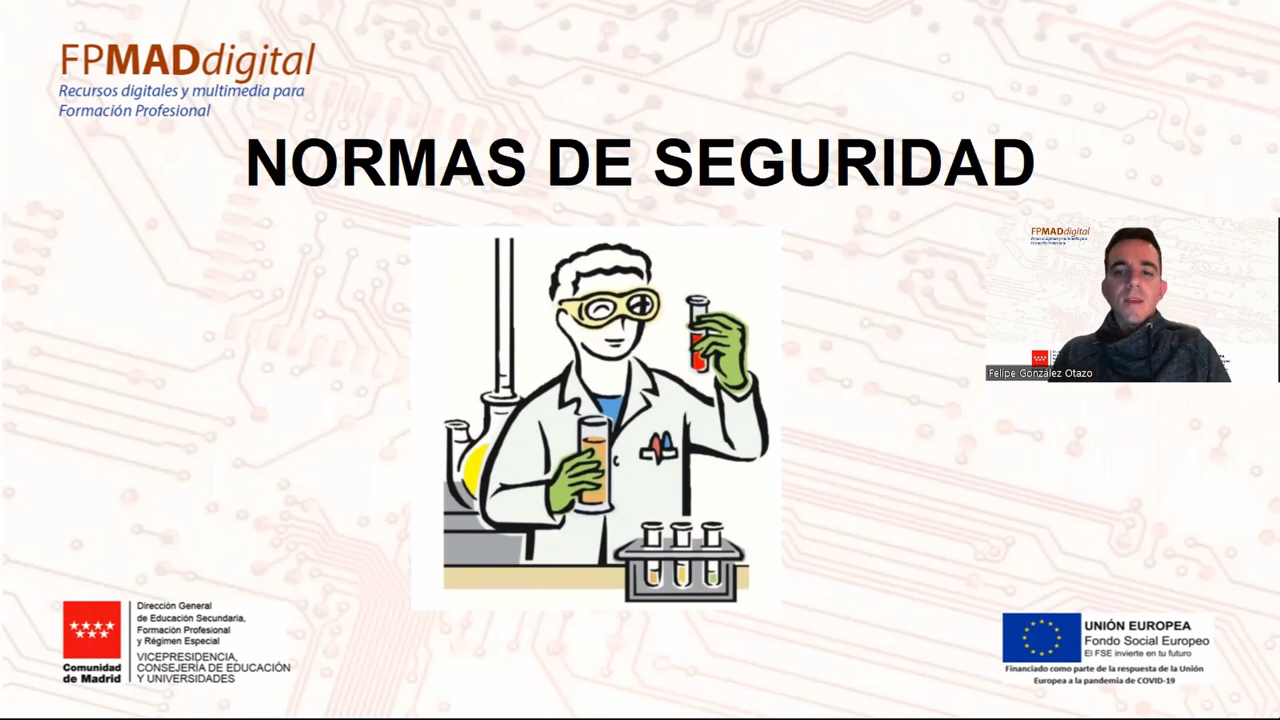 FPMADdigital
Recursos digitales y multimedia para
Formación Profesional
NORMAS DE SEGURIDAD
FPMADdigital
Felipe González Otazo
Comunidad
de Madrid
Dirección General
de Educación Secundaria,
Formación Profesional
y Régimen Especial
VICEPRESIDENCIA,
CONSEJERÍA DE EDUCACIÓN
Y UNIVERSIDADES
UNIÓN EUROPEA
Fondo Social Europeo
El FSE invierte en tu futuro
Financiado como parte de la respuesta de la Unión
Europea a la pandemia de COVID-19